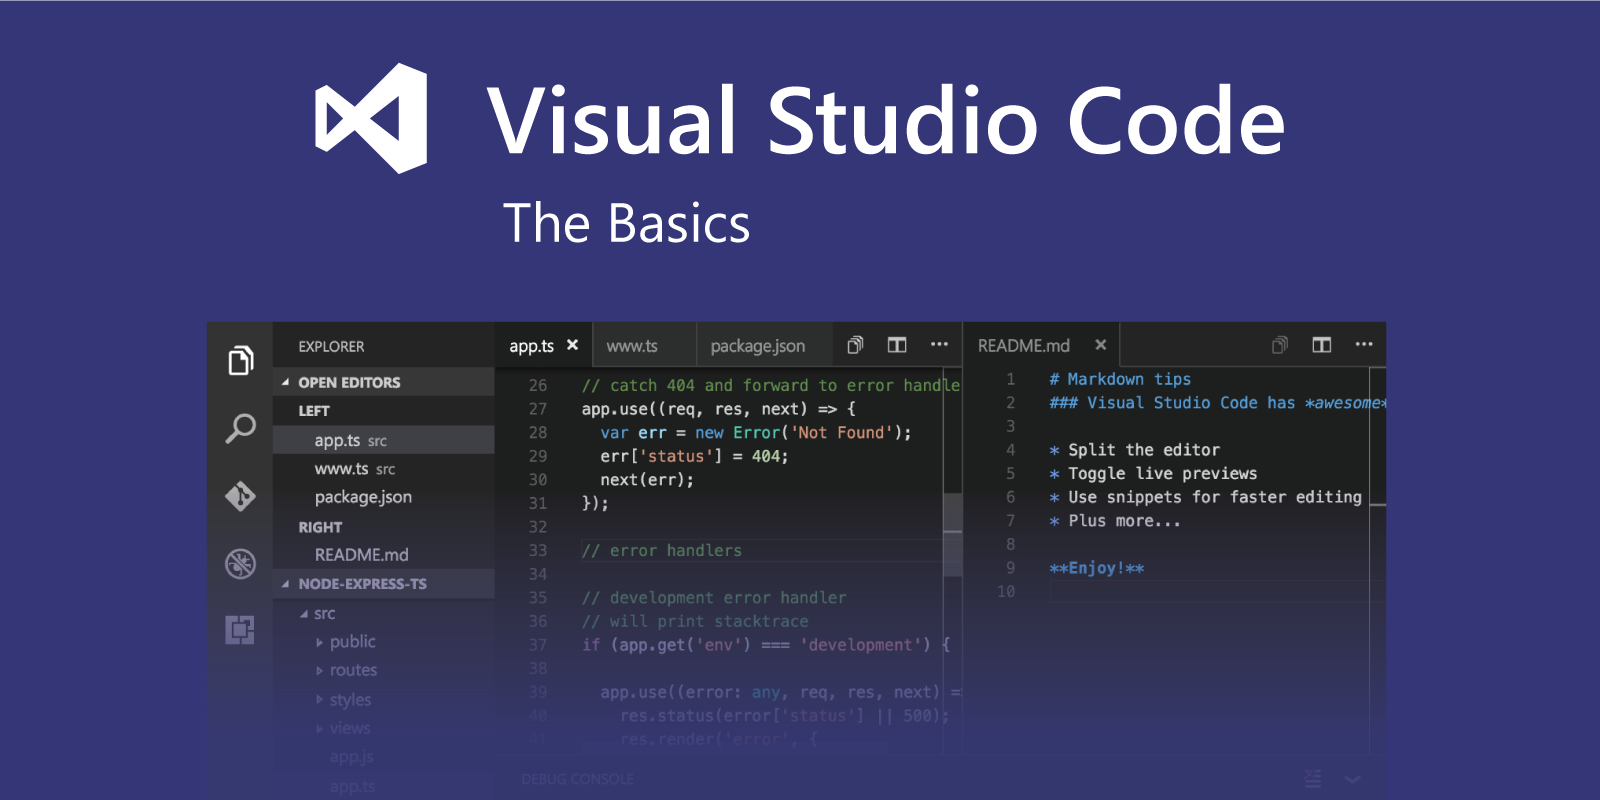 Visual Studio Code
The Basics
EXPLORER
OPEN EDITORS
LEFT
app.ts src
www.ts src
package.json
RIGHT
README.md
NODE-EXPRESS-TS
src
public
routes
styles
views
app.js
app.ts
app.ts × www.ts package.json
26 // catch 404 and forward to error handle
27 app.use((req, res, next) => {
28 var err = new Error('Not Found');
29 err['status'] = 404;
30 next(err);
31 });
32
33 // error handlers
34
35 // development error handler
36 // will print stacktrace
37 if (app.get('env') === 'development') {
38
39 app.use((error: any, req, res, next) =>
40 res.status(error['status'] || 500);
41 res.render('error', {
DEBUG CONSOLE
README.md ×
1 # Markdown tips
2 ### Visual Studio Code has *awesome*
3
4 * Split the editor
5 * Toggle live previews
6 * Use snippets for faster editing
7 * Plus more...
8
9 **Enjoy!**
10